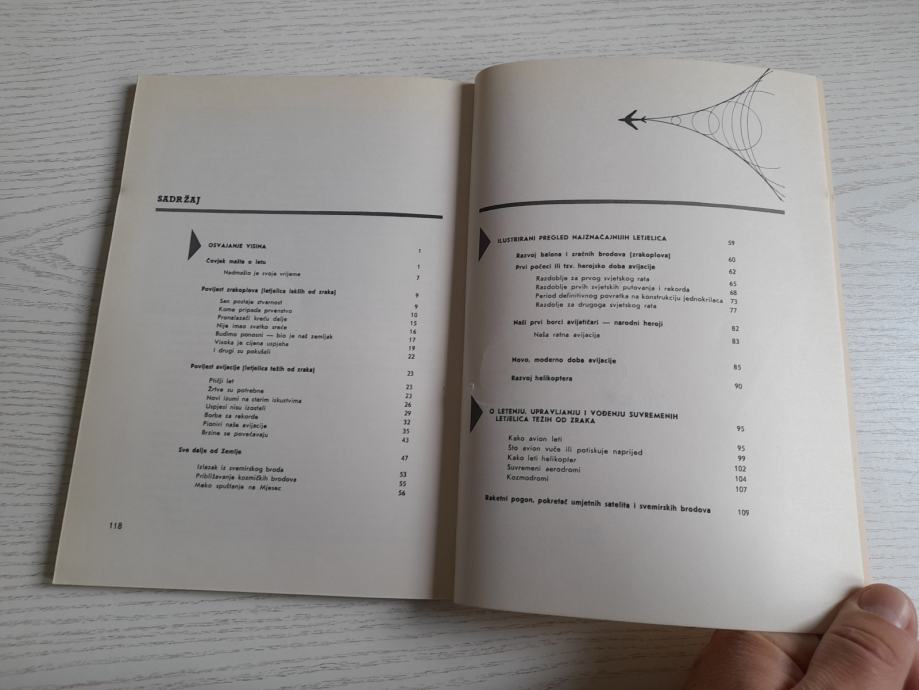 SADRŽAJ
OSVAJANJE VISINA 1
Čovjek mašta o letu 1
Nadmašio je svoje vrijeme 7
Povijest zrakoplova (letjelica lakših od zraka) 9
San postaje stvarnost 9
Kome pripada prvenstvo 10
Pronalazači kreću dalje 15
Nije imao svatko sreće 16
Budimo ponosni — bio je naš zemljak 17
Visoka je cijena uspjeha 19
I drugi su pokušali 22
Povijest avijacije (letjelica težih od zraka) 23
Ptičji let 23
Žrtve su potrebne 23
Novi izumi na starim iskustvima 26
Uspjesi nisu izostali 29
Borba za rekorde 32
Pioniri naše avijacije 35
Brzine se povećavaju 43
Sve dalje od Zemlje 47
Izlazak iz svemirskog broda 53
Približavanje kozmičkih brodova 55
Meko spuštanje na Mjesec 56
118
ILUSTRIRANI PREGLED NAJZNAČAJNIJIH LETJELICA 59
Razvoj balona i zračnih brodova (zrakoplova) 60
Prvi počeci ili tzv. herojsko doba avijacije 62
Razdoblje za prvog svjetskog rata 65
Razdoblje prvih svjetskih putovanja i rekorda 68
Period definitivnog povratka na konstrukciju jednokrilaca 73
Razdolje za drugoga svjetskog rata 77
Naši prvi borci avijatičari — narodni heroji 82
Naša ratna avijacija 83
Novo, moderno doba avijacije 85
Razvoj helikoptera 90
O LETENJU, UPRAVLJANJU I VOĐENJU SUVREMENIH
LETJELICA TEŽIH OD ZRAKA 95
Kako avion leti 95
Što avion vuče ili potiskuje naprijed 99
Kako leti helikopter 102
Suvremeni aerodromi 104
Kozmodromi 107
Raketni pogon, pokretač umjetnih satelita i svemirskih brodova 109